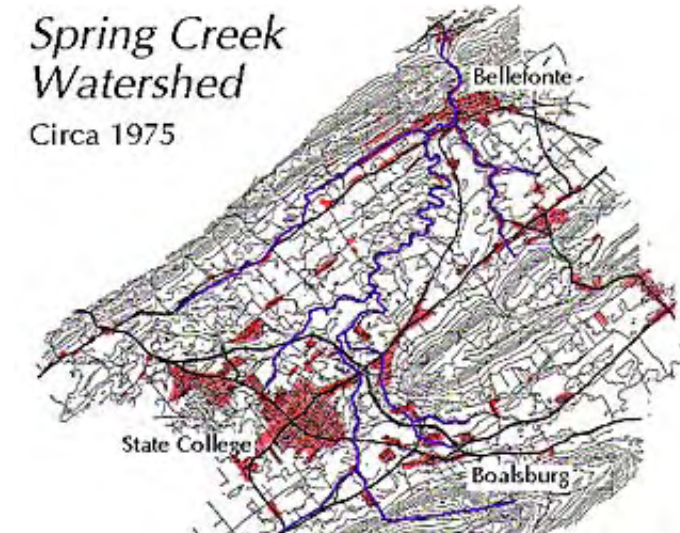 Spring Creek
Watershed
Circa 1975
Bellefonte
State College
Boalsburg